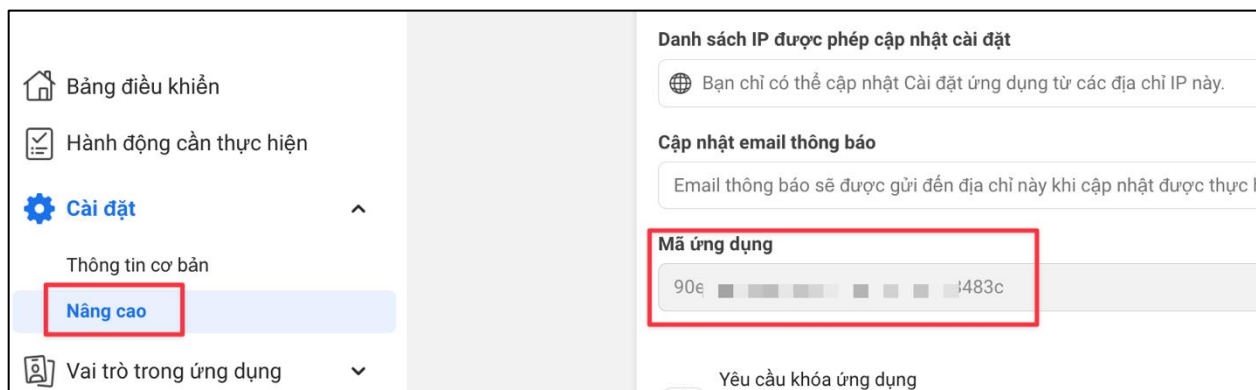 Bảng điều khiển
Hành động cần thực hiện
Cài đặt
Thông tin cơ bản
Nâng cao
Vai trò trong ứng dụng
Danh sách IP được phép cập nhật cài đặt
Bạn chỉ có thể cập nhật Cài đặt ứng dụng từ các địa chỉ IP này.
Cập nhật email thông báo
Email thông báo sẽ được gửi đến địa chỉ này khi cập nhật được thực
Mã ứng dụng
Yêu cầu khóa ứng dụng